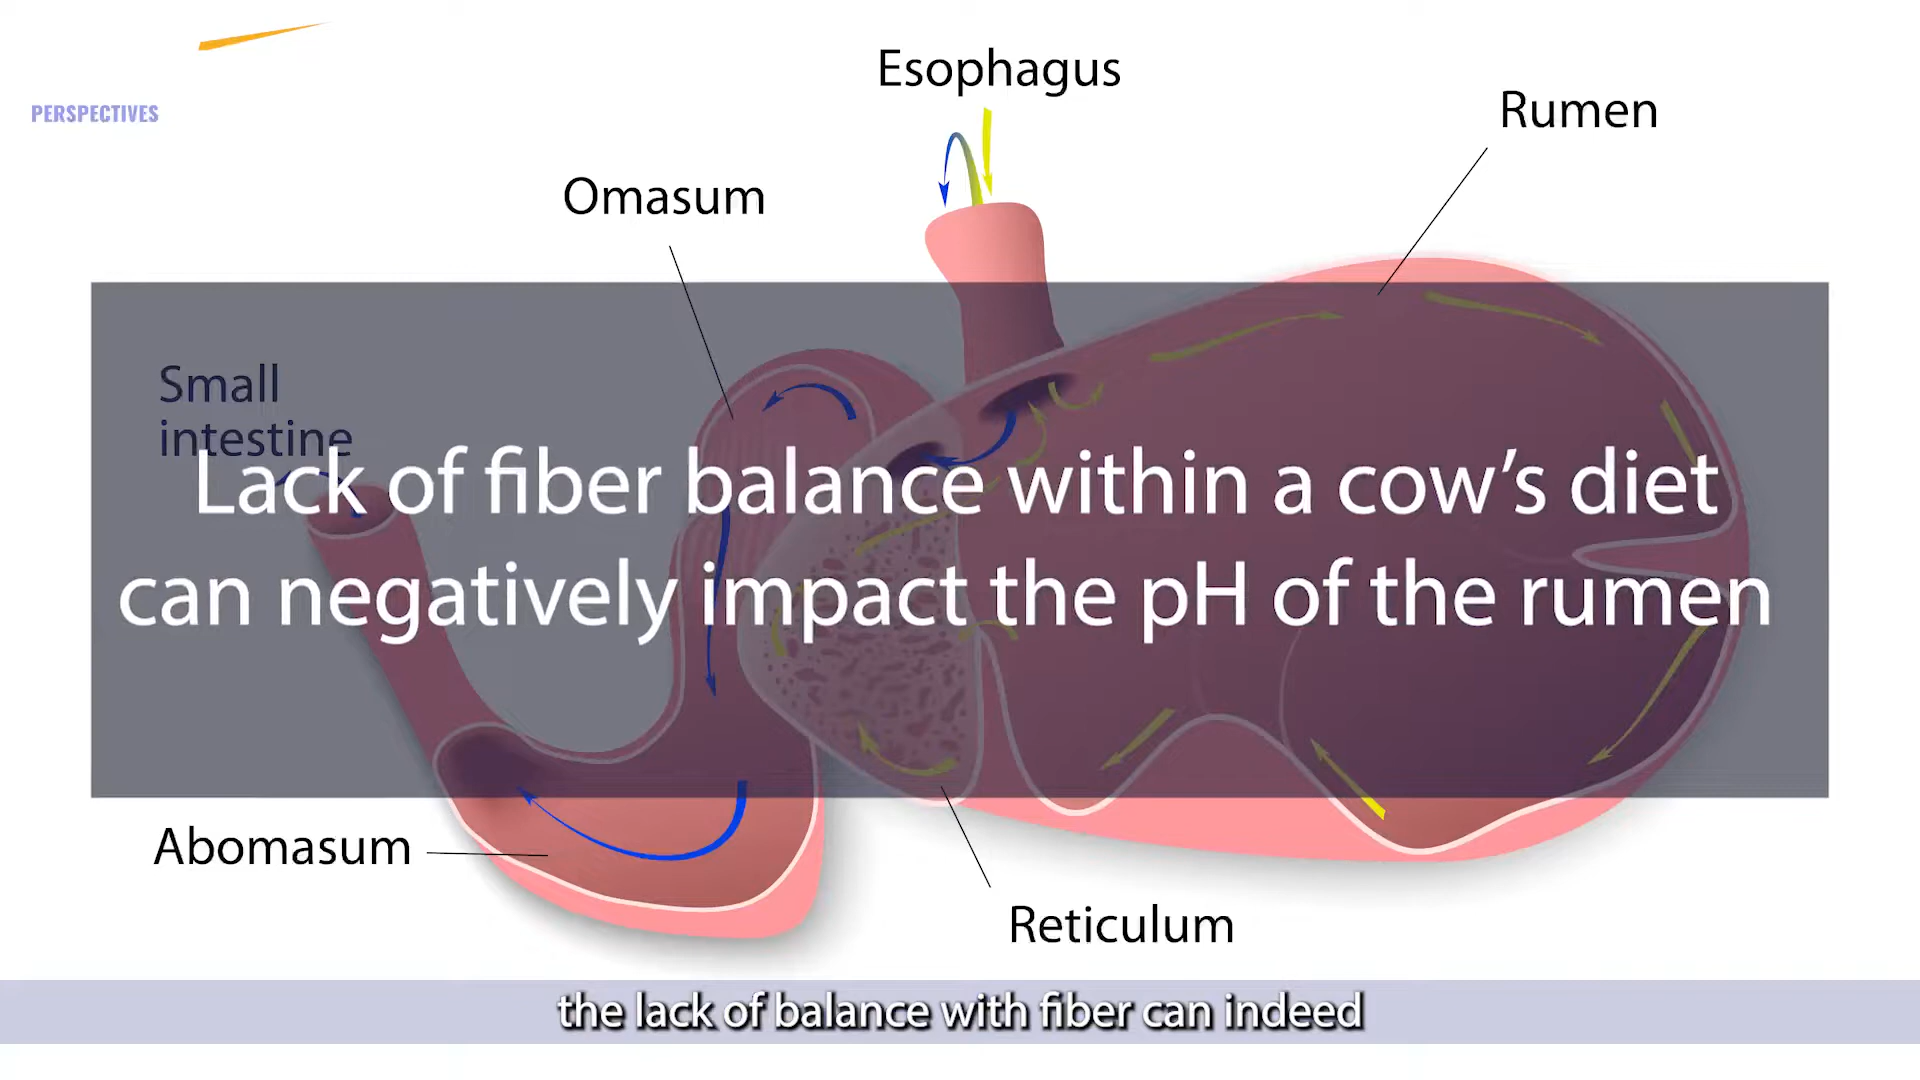 Esophagus
Rumen
PERSPECTIVES
Omasum
Small
intestine
Lack of fiber balance within a cow’s diet
can negatively impact the pH of the rumen
Abomasum
Reticulum
the lack of balance with fiber can indeed